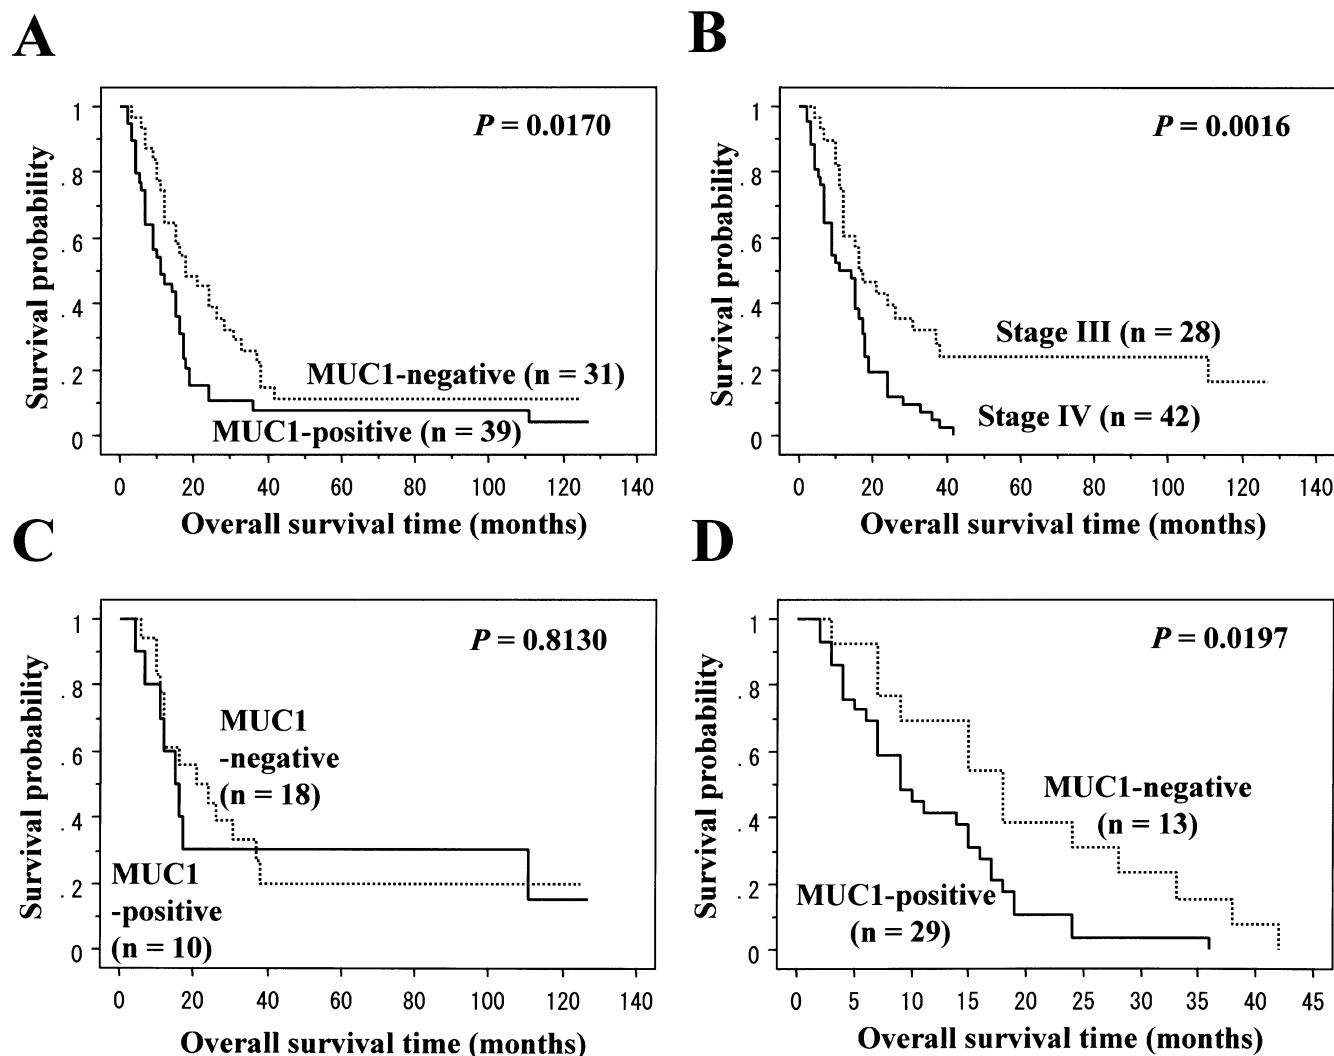 A
P = 0.0170
Survival probability
1
.8
.6
.4
.2
0
MUC1-negative (n = 31)
MUC1-positive (n = 39)
0 20 40 60 80 100 120 140
Overall survival time (months)
B
P = 0.0016
Survival probability
1
.8
.6
.4
.2
0
Stage III (n = 28)
Stage IV (n = 42)
0 20 40 60 80 100 120 140
Overall survival time (months)
C
P = 0.8130
Survival probability
1
.8
.6
.4
.2
0
MUC1
-negative
(n = 18)
MUC1
-positive
(n = 10)
0 20 40 60 80 100 120 140
Overall survival time (months)
D
P = 0.0197
Survival probability
1
.8
.6
.4
.2
0
MUC1-negative
(n = 13)
MUC1-positive
(n = 29)
0 5 10 15 20 25 30 35 40 45
Overall survival time (months)